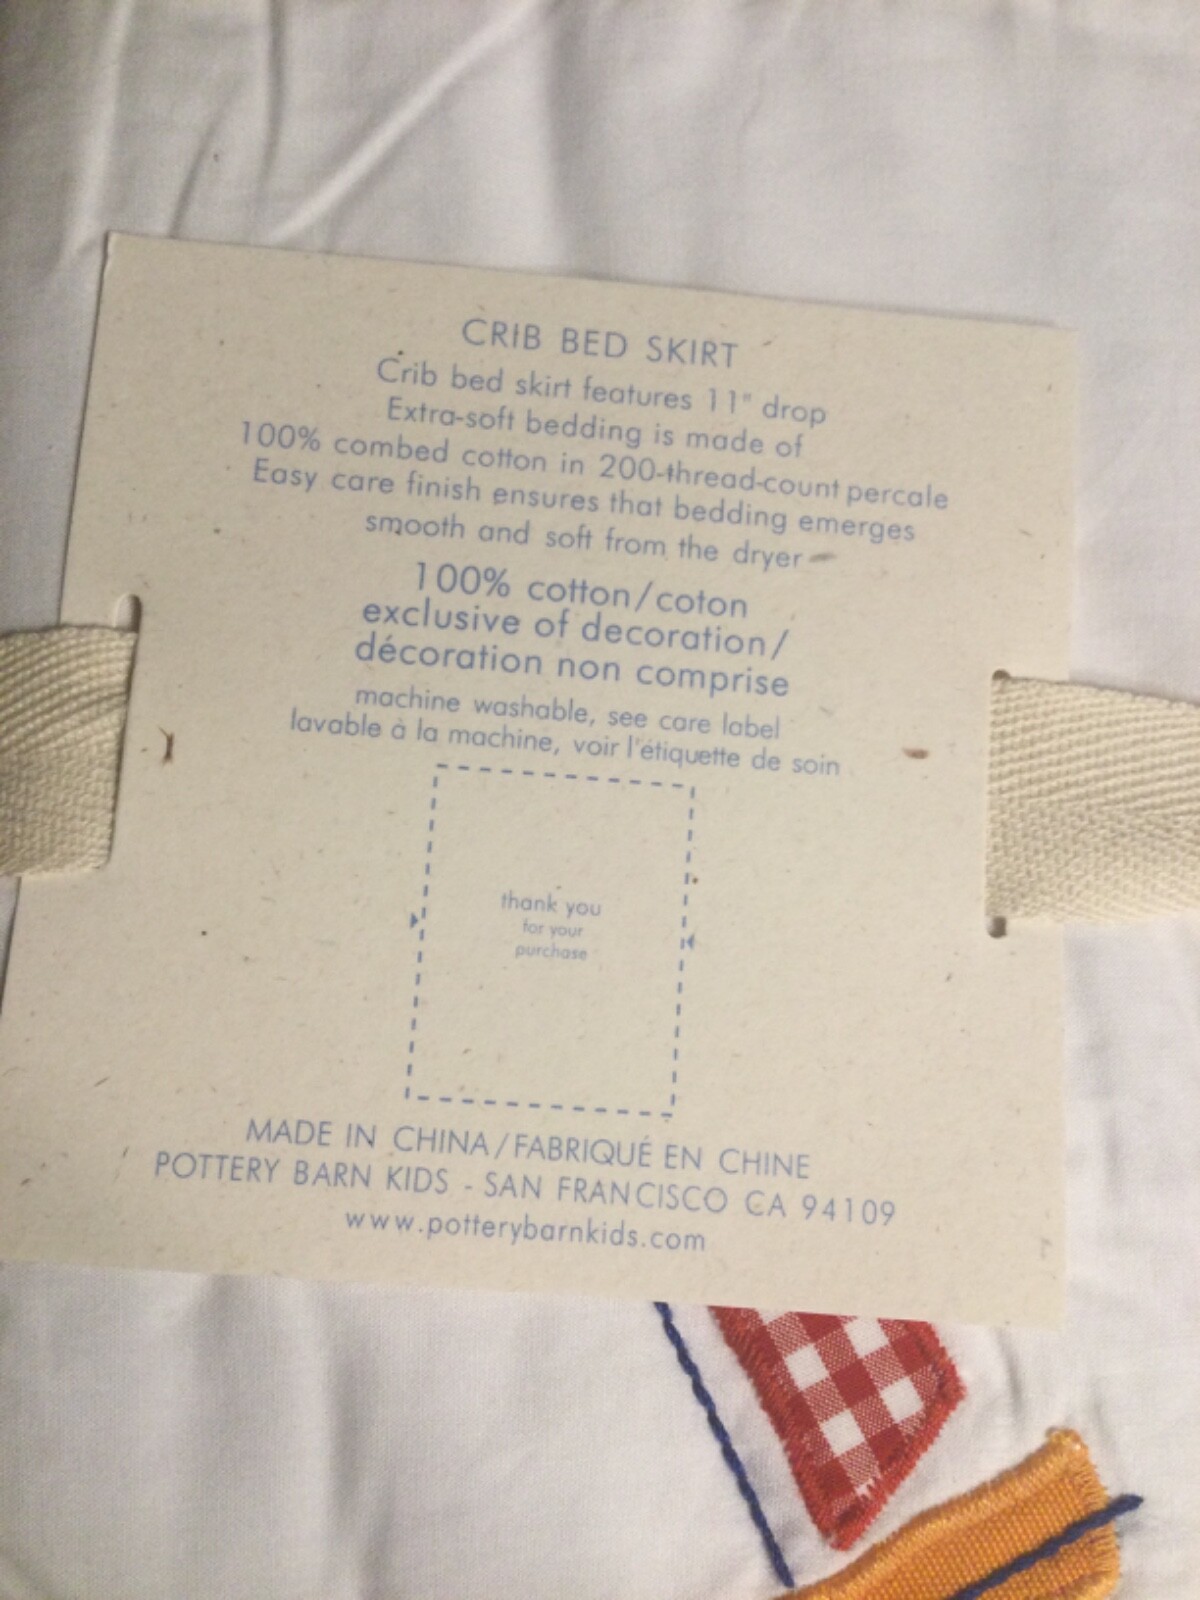 CRIB BED SKIRT
Crib bed skirt features 11" drop
Extra-soft bedding is made of
100% combed cotton in 200-thread-count percale
Easy care finish ensures that bedding emerges
smooth and soft from the dryer
100% cotton/coton
exclusive of decoration/
décoration non comprise
machine washable, see care label
lavable à la machine, voir l'étiquette de soin
thank you
for your
purchase
MADE IN CHINA/FABRIQUÉ EN CHINE
POTTERY BARN KIDS - SAN FRANCISCO CA 94109
www.potterybarnkids.com